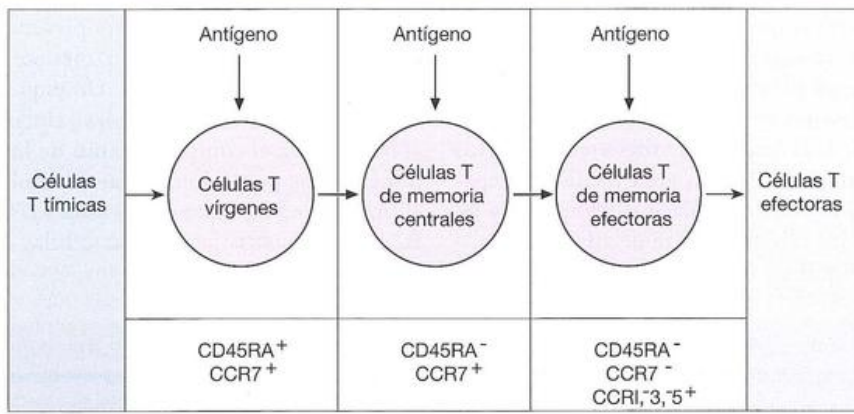 Antígeno
Antígeno
Antígeno
Células
T tímicas
Células T
vírgenes
Células T
de memoria
centrales
Células T
de memoria
efectoras
Células T
efectoras
CD45RA⁺
CCR7⁺
CD45RA⁻
CCR7⁺
CD45RA⁻
CCR7⁻
CCRI,⁻3,⁻5⁺